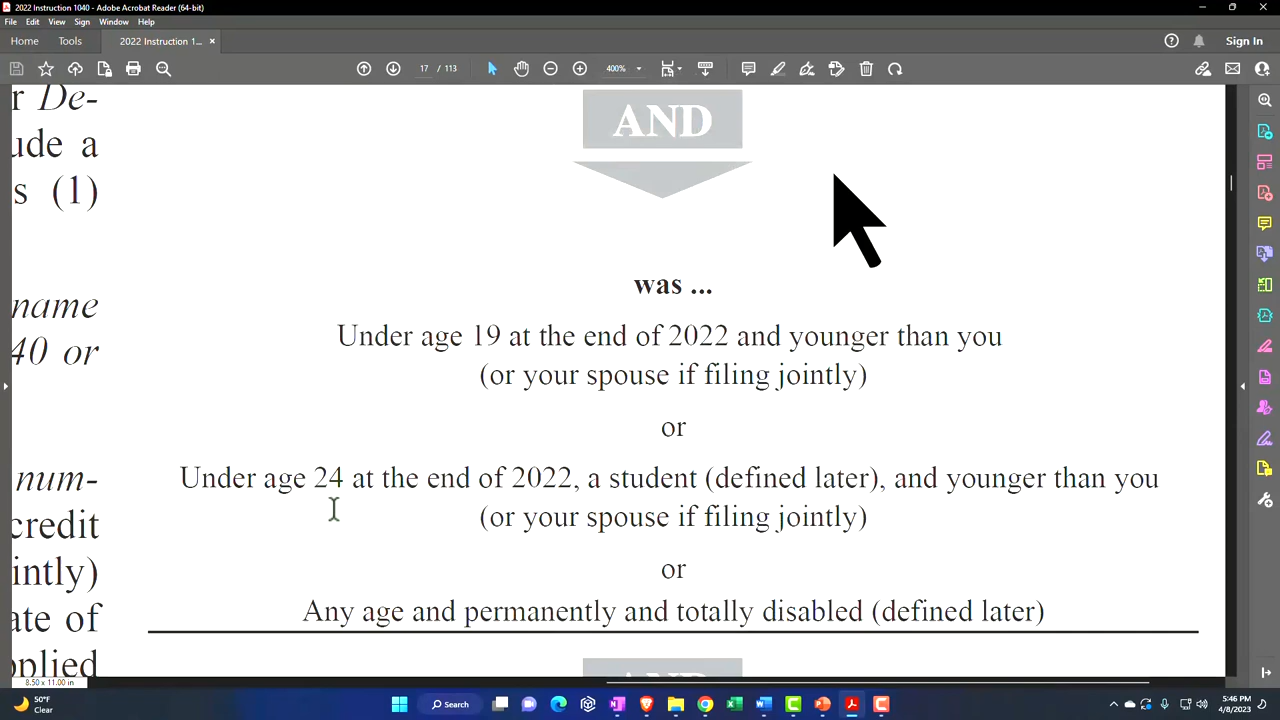 2022 Instruction 1040 - Adobe Acrobat Reader (64-bit)
File Edit View Sign Window Help
Home Tools 2022 Instruction 1... × Sign In
17 / 113 400%
r De-
ude a
s (1)
name
40 or
num-
credit
intly)
ate of
pplied
AND
was ...
Under age 19 at the end of 2022 and younger than you
(or your spouse if filing jointly)
or
Under age 24 at the end of 2022, a student (defined later), and younger than you
(or your spouse if filing jointly)
or
Any age and permanently and totally disabled (defined later)
AND
8.50 x 11.00 in
50°F
Clear
Search
5:46 PM
4/8/2023